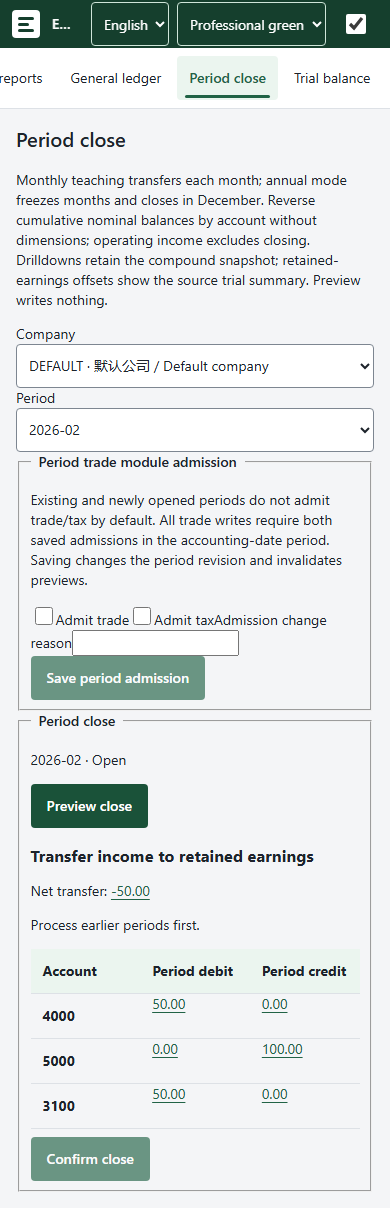 E...
English
Professional green
reports
General ledger
Period close
Trial balance
Period close
Monthly teaching transfers each month; annual mode
freezes months and closes in December. Reverse
cumulative nominal balances by account without
dimensions; operating income excludes closing.
Drilldowns retain the compound snapshot; retained-
earnings offsets show the source trial summary. Preview
writes nothing.
Company
DEFAULT · 默认公司 / Default company
Period
2026-02
Period trade module admission
Existing and newly opened periods do not admit
trade/tax by default. All trade writes require both
saved admissions in the accounting-date period.
Saving changes the period revision and invalidates
previews.
Admit trade Admit taxAdmission change
reason
Save period admission
Period close
2026-02 · Open
Preview close
Transfer income to retained earnings
Net transfer: -50.00
Process earlier periods first.
Account Period debit Period credit
4000 50.00 0.00
5000 0.00 100.00
3100 50.00 0.00
Confirm close